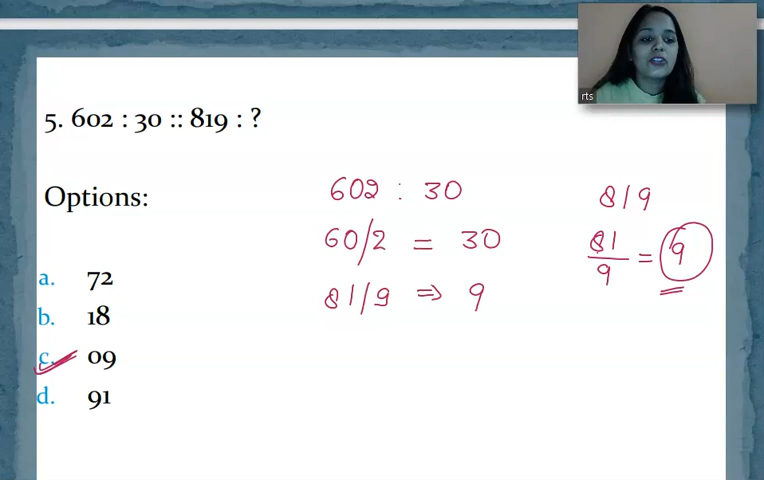 rts
5. 602 : 30 :: 819 : ?
Options:
a. 72
b. 18
c. 09
d. 91
602 : 30
60/2 = 30
81/9 ⇒ 9
819
81/9 = 9